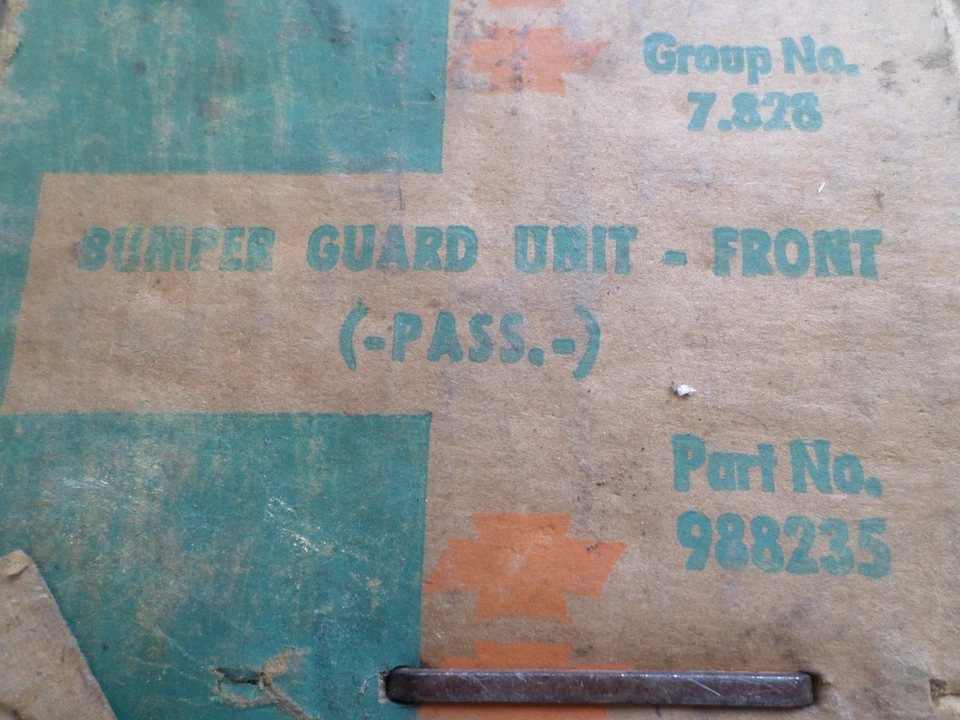 Group No.
7.828
BUMPER GUARD UNIT - FRONT
(-PASS.-)
Part No.
988235